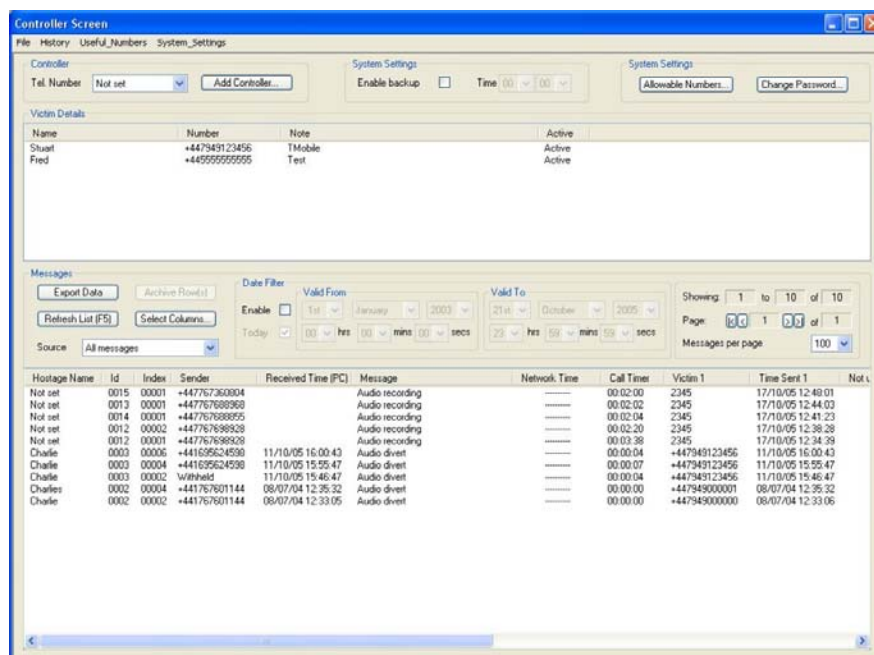 Controller Screen
File History Useful_Numbers System_Settings
Controller System Settings System Settings
Tel. Number Not set Add Controller... Enable backup Time 00 00 Allowable Numbers... Change Password...
Victim Details
Name Number Note Active
Stuart +447949123456 TMobile Active
Fred +445555555555 Test Active
Messages
Export Data Archive Row(s) Date Filter Valid From Valid To
Enable 1st January 2003 21st October 2005 Showing: 1 to 10 of 10
Refresh List (F5) Select Columns... Today 00 hrs 00 mins 00 secs 23 hrs 59 mins 59 secs Page: 1 of 1
Source All messages Messages per page 100
Hostage Name Id Index Sender Received Time (PC) Message Network Time Call Timer Victim 1 Time Sent 1 Not u
Not set 0015 00001 +447767360804 Audio recording --------- 00:02:00 2345 17/10/05 12:48:01
Not set 0013 00001 +447767688968 Audio recording --------- 00:02:02 2345 17/10/05 12:44:03
Not set 0014 00001 +447767688855 Audio recording --------- 00:02:04 2345 17/10/05 12:41:23
Not set 0012 00002 +447767698928 Audio recording --------- 00:02:20 2345 17/10/05 12:38:28
Not set 0012 00001 +447767698928 Audio recording --------- 00:03:38 2345 17/10/05 12:34:39
Charlie 0003 00006 +441695624598 11/10/05 16:00:43 Audio divert --------- 00:00:04 +447949123456 11/10/05 16:00:43
Charlie 0003 00004 +441695624598 11/10/05 15:55:47 Audio divert --------- 00:00:07 +447949123456 11/10/05 15:55:47
Charlie 0003 00002 Withheld 11/10/05 15:46:47 Audio divert --------- 00:00:04 +447949123456 11/10/05 15:46:47
Charlies 0002 00004 +441767601144 08/07/04 12:35:32 Audio divert --------- 00:00:00 +447949000001 08/07/04 12:35:32
Charlie 0002 00002 +441767601144 08/07/04 12:33:05 Audio divert --------- 00:00:00 +447949000000 08/07/04 12:33:06